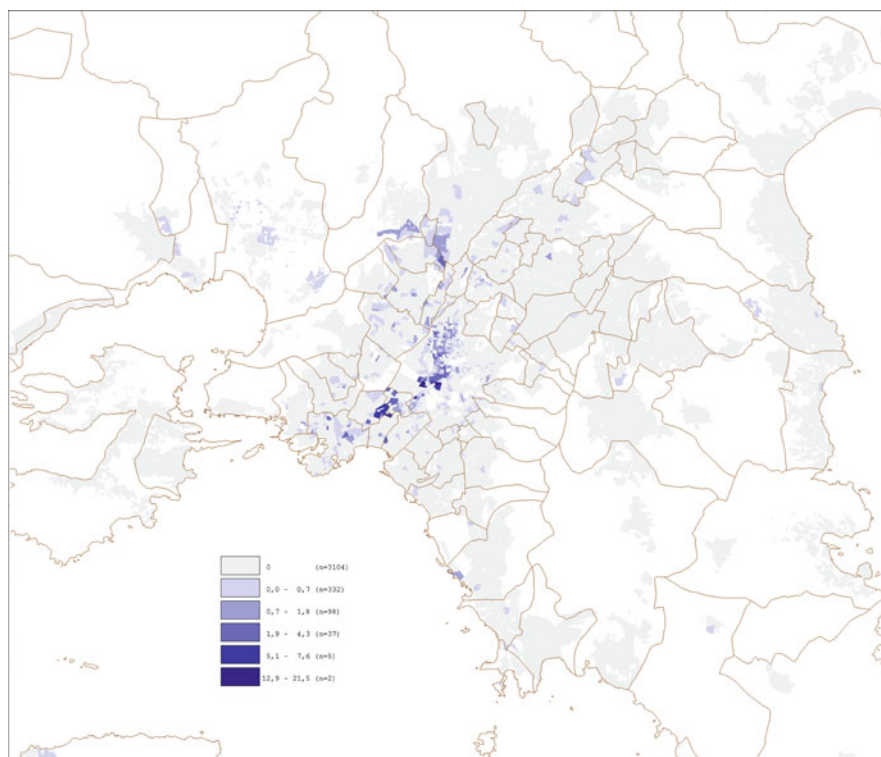 0 (n=3104)
0,0 - 0,7 (n=332)
0,7 - 1,8 (n=98)
1,9 - 4,3 (n=37)
5,1 - 7,6 (n=5)
12,9 - 21,5 (n=2)